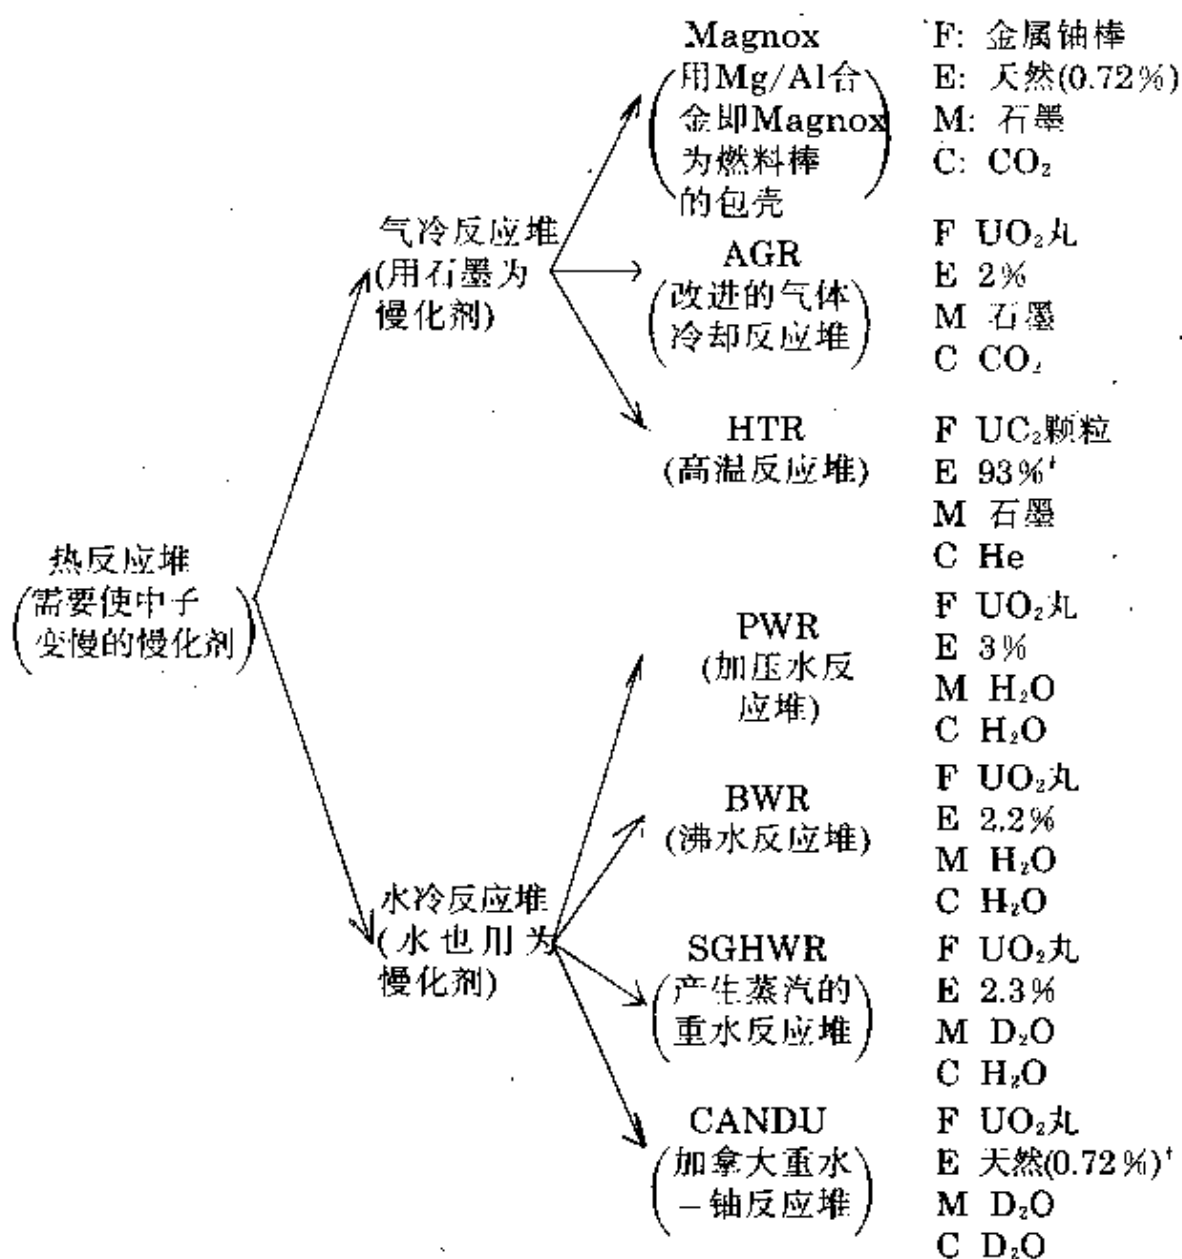 热反应堆
(需要使中子
变慢的慢化剂)
气冷反应堆
(用石墨为
慢化剂)
Magnox
(用Mg/Al合
金即Magnox
为燃料棒
的包壳)
F: 金属铀棒
E: 天然(0.72%)
M: 石墨
C: CO₂
AGR
(改进的气体
冷却反应堆)
F UO₂丸
E 2%
M 石墨
C CO₂
HTR
(高温反应堆)
F UC₂颗粒
E 93%†
M 石墨
C He
水冷反应堆
(水也用为
慢化剂)
PWR
(加压水反
应堆)
F UO₂丸
E 3%
M H₂O
C H₂O
BWR
(沸水反应堆)
F UO₂丸
E 2.2%
M H₂O
C H₂O
SGHWR
(产生蒸汽的
重水反应堆)
F UO₂丸
E 2.3%
M D₂O
C H₂O
CANDU
(加拿大重水
-铀反应堆)
F UO₂丸
E 天然(0.72%)†
M D₂O
C D₂O